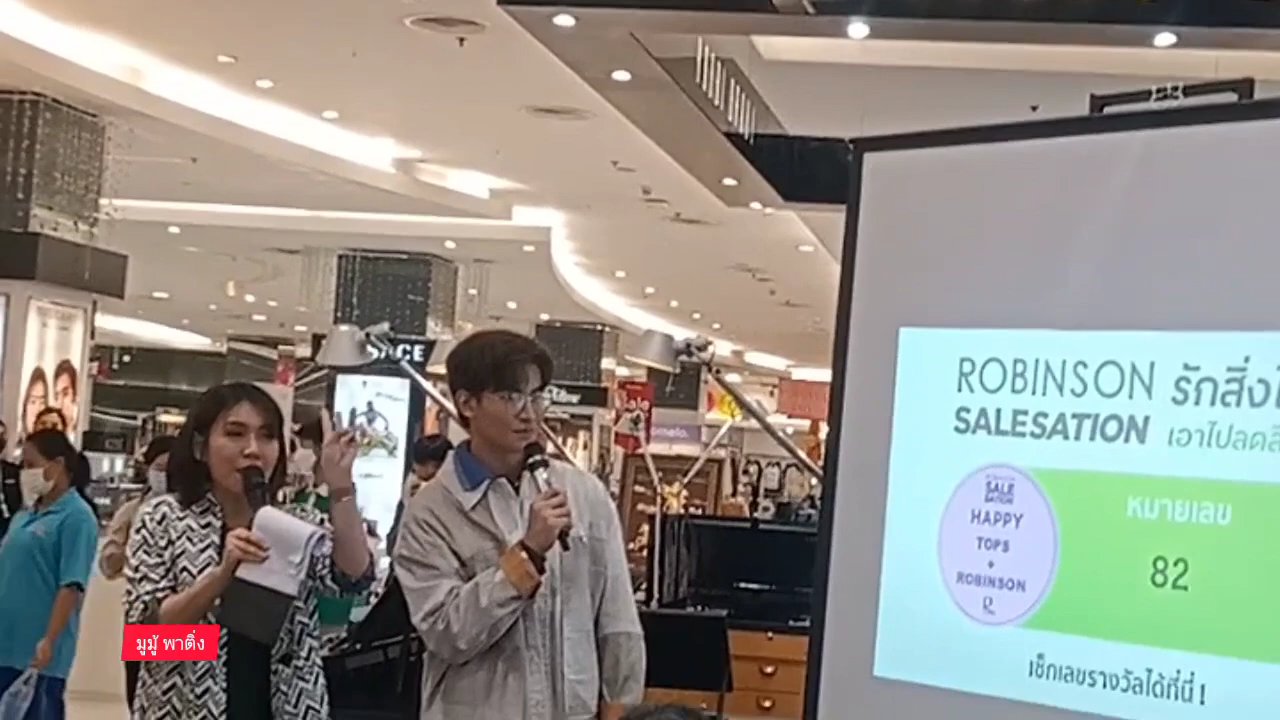 ROBINSON รักสิ่ง
SALESATION เอาไปลด
SALE
SATION
HAPPY
TOPS
+
ROBINSON
R
หมายเลข
82
เช็กเลขรางวัลได้ที่นี่ !
มูมู้ พาติ่ง